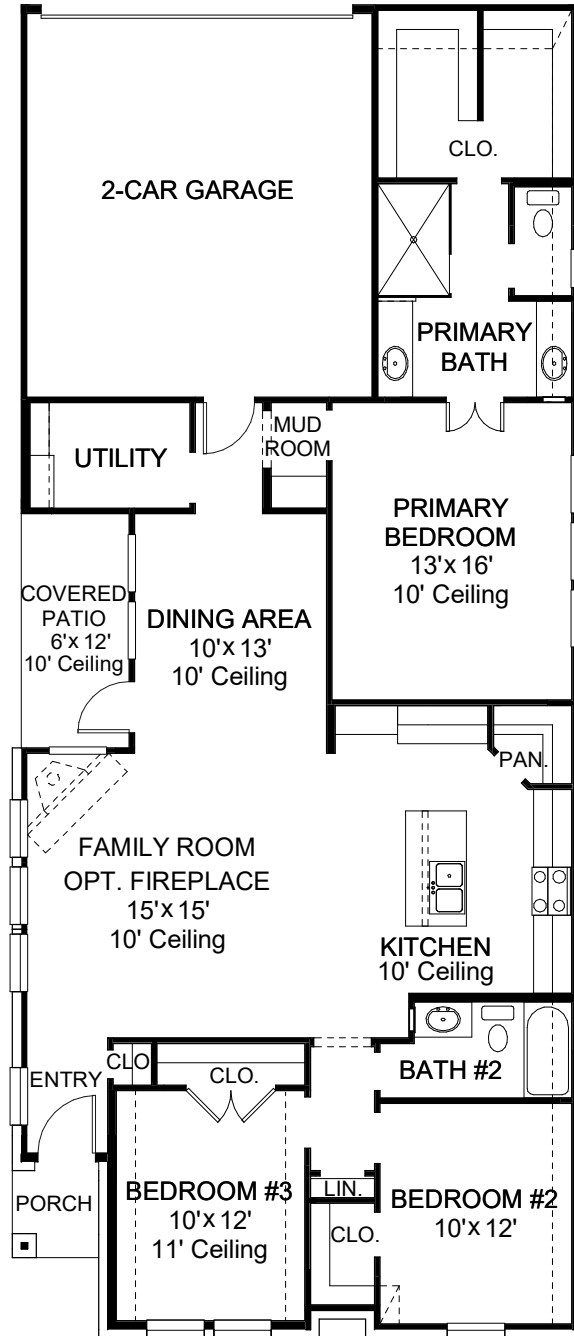 2-CAR GARAGE
CLO.
PRIMARY
BATH
MUD
ROOM
UTILITY
PRIMARY
BEDROOM
13'x 16'
10' Ceiling
COVERED
PATIO
6'x 12'
10' Ceiling
DINING AREA
10'x 13'
10' Ceiling
PAN.
FAMILY ROOM
OPT. FIREPLACE
15'x 15'
10' Ceiling
KITCHEN
10' Ceiling
CLO
CLO.
BATH #2
ENTRY
PORCH
BEDROOM #3
10'x 12'
11' Ceiling
LIN.
CLO.
BEDROOM #2
10'x 12'